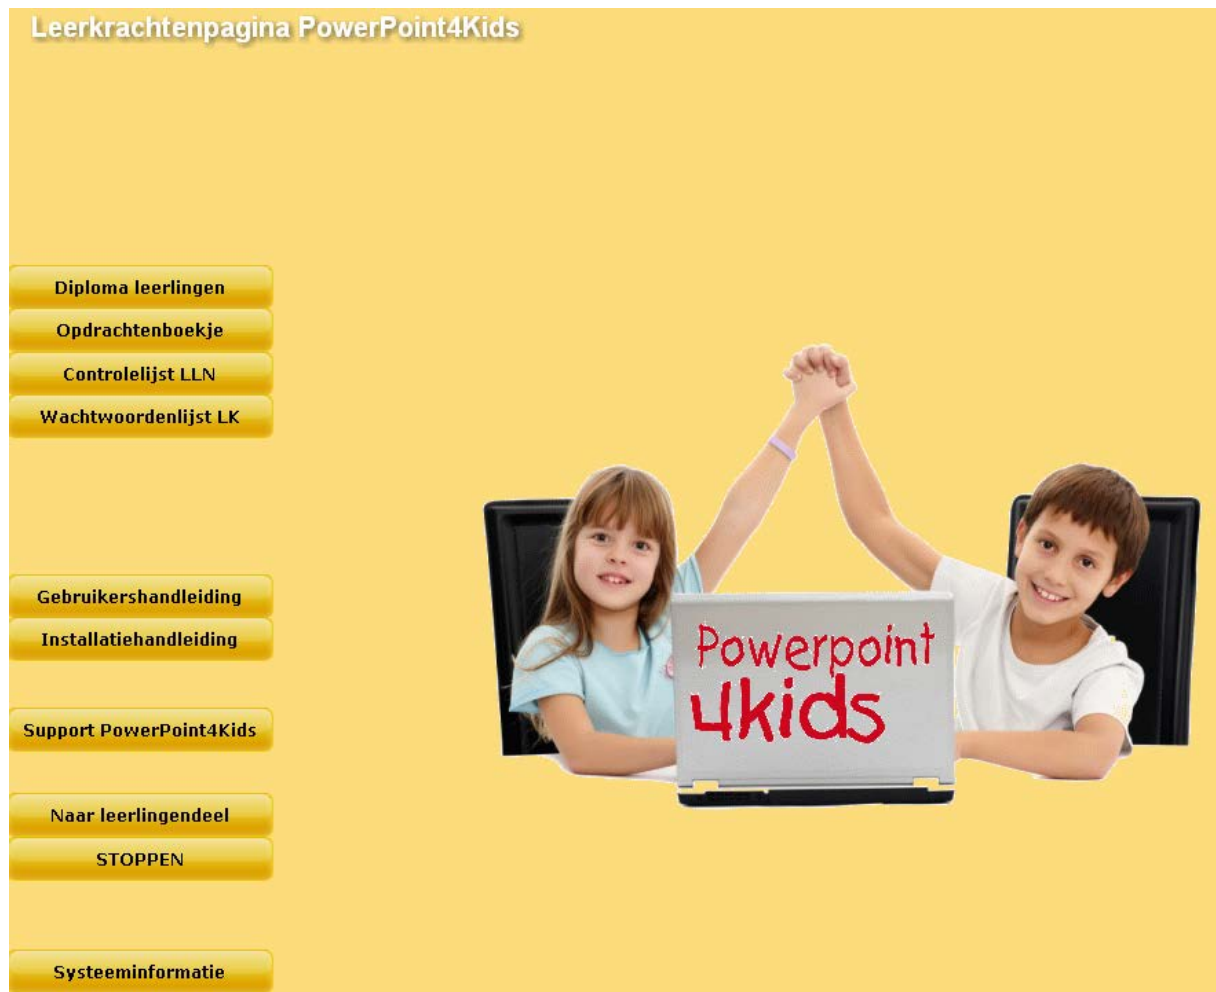 Leerkrachtenpagina PowerPoint4Kids
Diploma leerlingen
Opdrachtenboekje
Controlelijst LLN
Wachtwoordenlijst LK
Gebruikershandleiding
Installatiehandleiding
Support PowerPoint4Kids
Naar leerlingendeel
STOPPEN
Systeeminformatie
Powerpoint
4kids